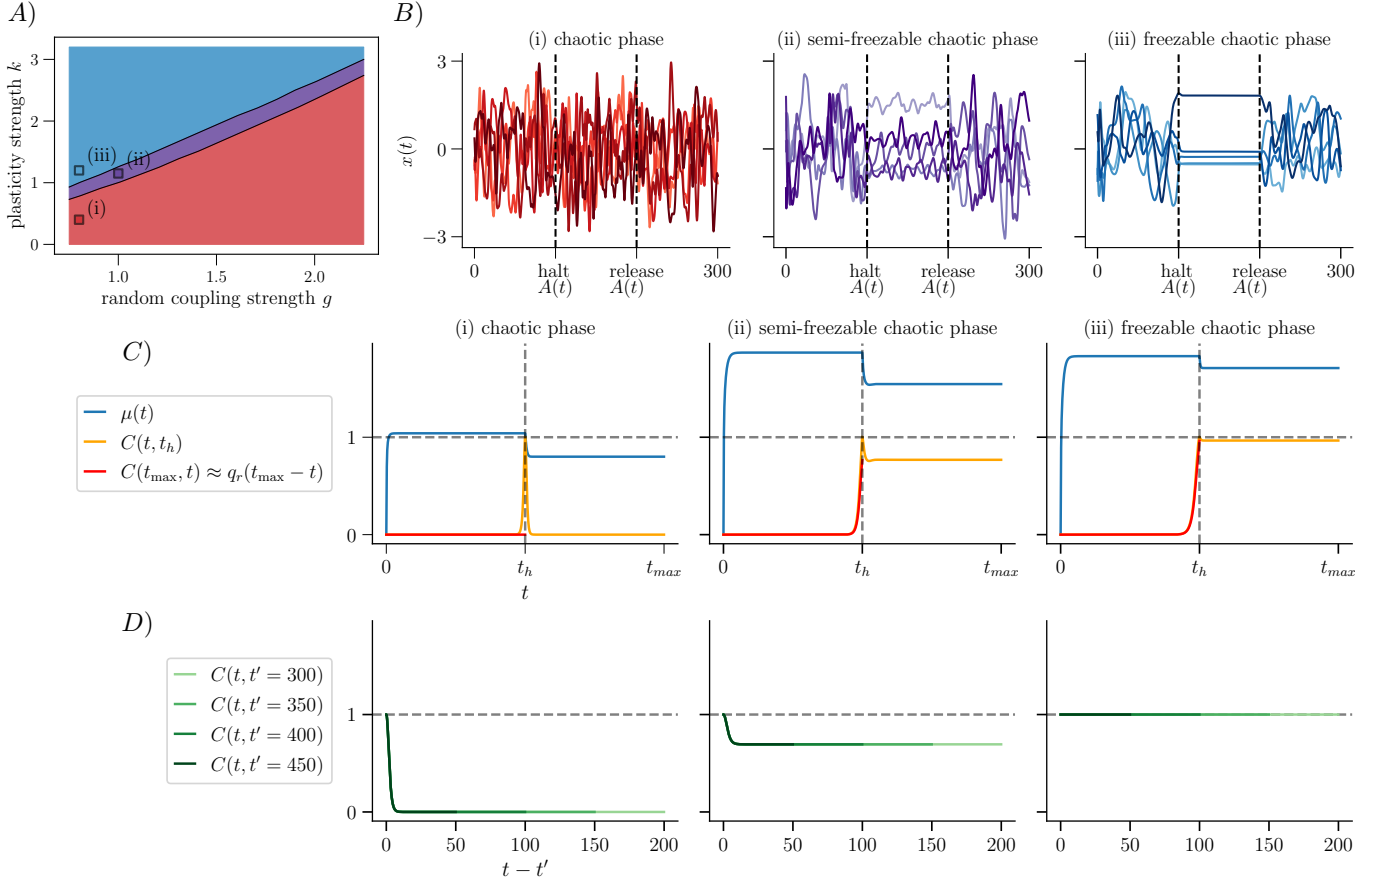 A)
plasticity strength k
3
2
1
0
(iii)
(ii)
(i)
1.0
1.5
2.0
random coupling strength g
B)
(i) chaotic phase
(ii) semi-freezable chaotic phase
(iii) freezable chaotic phase
x(t)
3
0
−3
0
halt
A(t)
release
A(t)
300
0
halt
A(t)
release
A(t)
300
0
halt
A(t)
release
A(t)
300
C)
μ(t)
C(t, t_h)
C(t_max, t) ≈ q_r(t_max − t)
(i) chaotic phase
(ii) semi-freezable chaotic phase
(iii) freezable chaotic phase
1
0
0
t_h
t_max
t
0
t_h
t_max
0
t_h
t_max
D)
C(t, t′ = 300)
C(t, t′ = 350)
C(t, t′ = 400)
C(t, t′ = 450)
1
0
0 50 100 150 200
t − t′
0 50 100 150 200
0 50 100 150 200